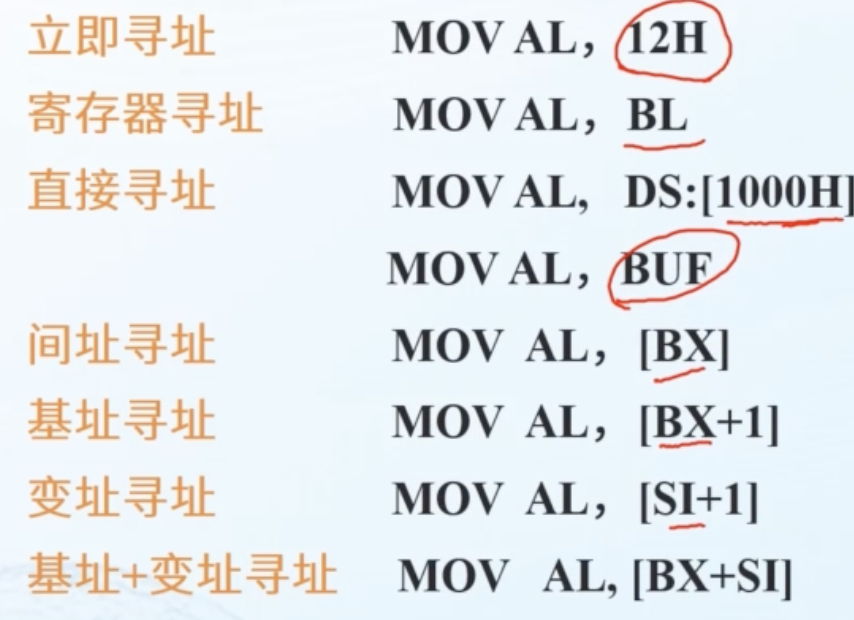 立即寻址 MOV AL，12H
寄存器寻址 MOV AL，BL
直接寻址 MOV AL, DS:[1000H]
MOV AL，BUF
间址寻址 MOV AL，[BX]
基址寻址 MOV AL，[BX+1]
变址寻址 MOV AL，[SI+1]
基址+变址寻址 MOV AL, [BX+SI]